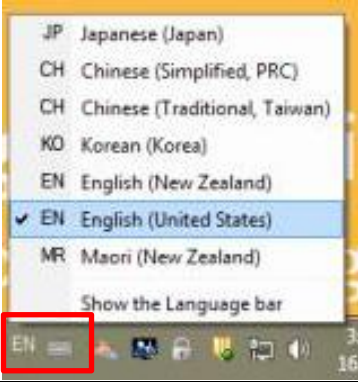 JP Japanese (Japan)
CH Chinese (Simplified, PRC)
CH Chinese (Traditional, Taiwan)
KO Korean (Korea)
EN English (New Zealand)
EN English (United States)
MR Maori (New Zealand)
Show the Language bar
EN
16